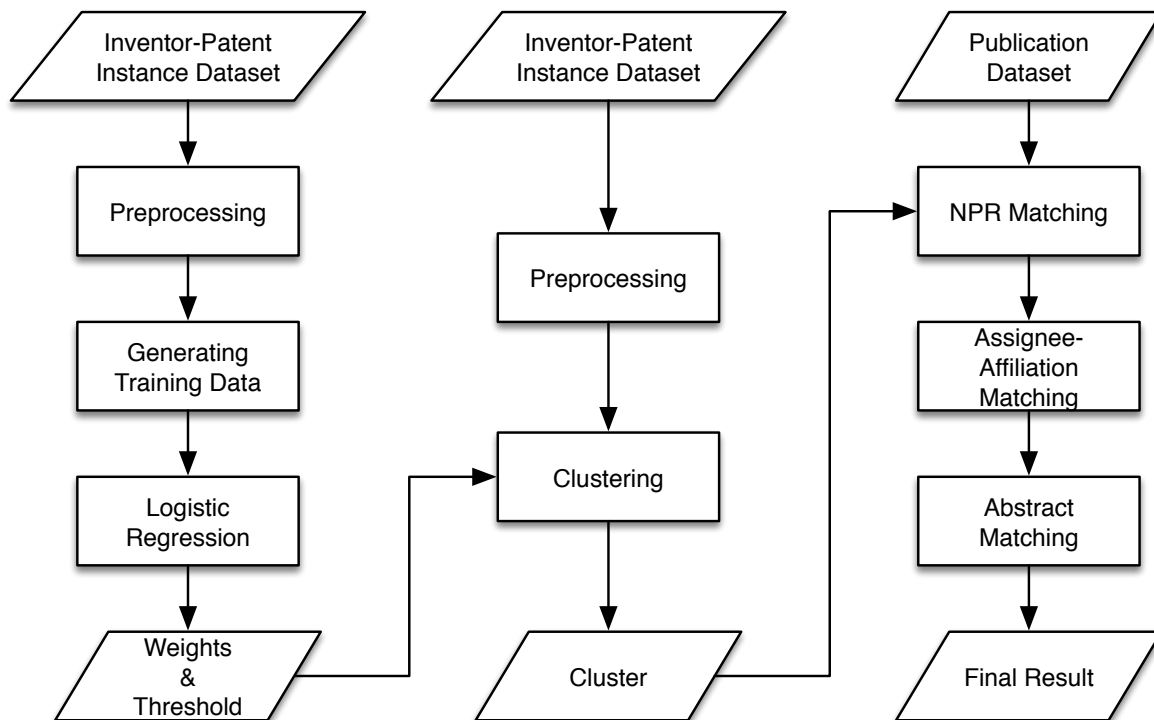 Inventor-Patent
Instance Dataset
Preprocessing
Generating
Training Data
Logistic
Regression
Weights
&
Threshold
Inventor-Patent
Instance Dataset
Preprocessing
Clustering
Cluster
Publication
Dataset
NPR Matching
Assignee-
Affiliation
Matching
Abstract
Matching
Final Result